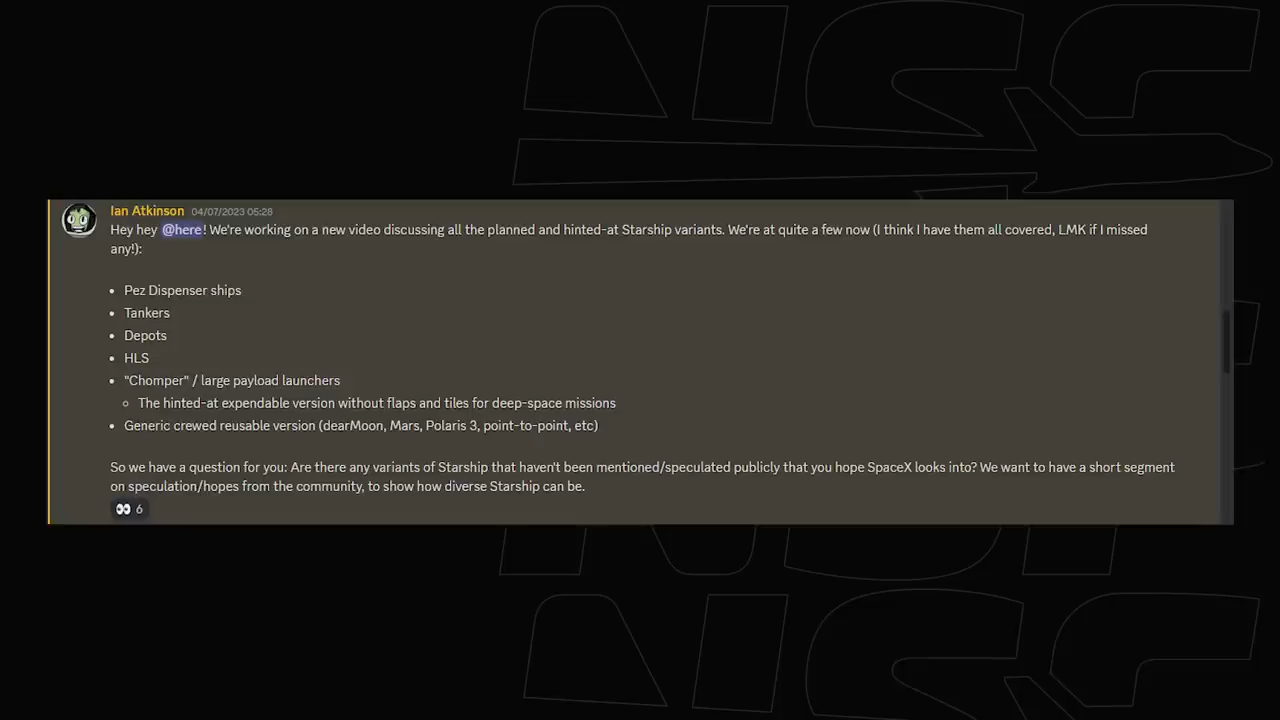 Ian Atkinson 04/07/2023 05:28
Hey hey @here! We're working on a new video discussing all the planned and hinted-at Starship variants. We're at quite a few now (I think I have them all covered, LMK if I missed
any!):
• Pez Dispenser ships
• Tankers
• Depots
• HLS
• "Chomper" / large payload launchers
◦ The hinted-at expendable version without flaps and tiles for deep-space missions
• Generic crewed reusable version (dearMoon, Mars, Polaris 3, point-to-point, etc)
So we have a question for you: Are there any variants of Starship that haven't been mentioned/speculated publicly that you hope SpaceX looks into? We want to have a short segment
on speculation/hopes from the community, to show how diverse Starship can be.
👀 6